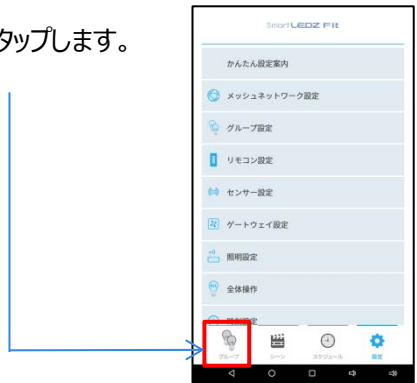 タップします。
Smart LEDZ Fit
かんたん設定案内
メッシュネットワーク設定
グループ設定
リモコン設定
センサー設定
ゲートウェイ設定
照明設定
全体操作
時刻設定
グループ
シーン
スケジュール
設定